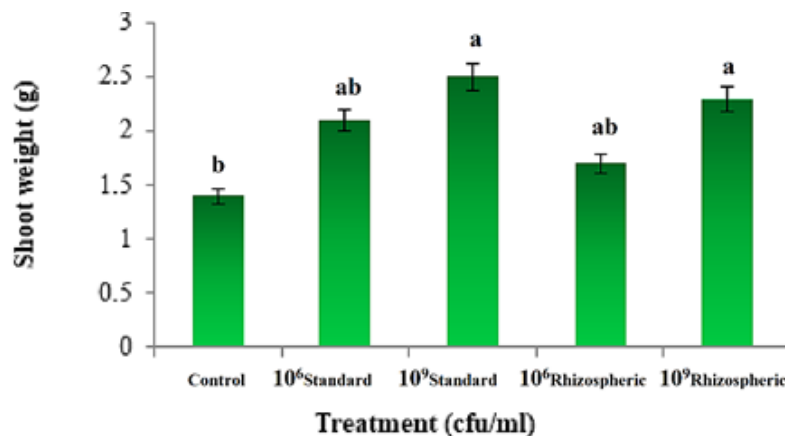 Shoot weight (g)
3
2.5
2
1.5
1
0.5
0
b
ab
a
ab
a
Control 10⁶Standard 10⁹Standard 10⁶Rhizospheric 10⁹Rhizospheric
Treatment (cfu/ml)